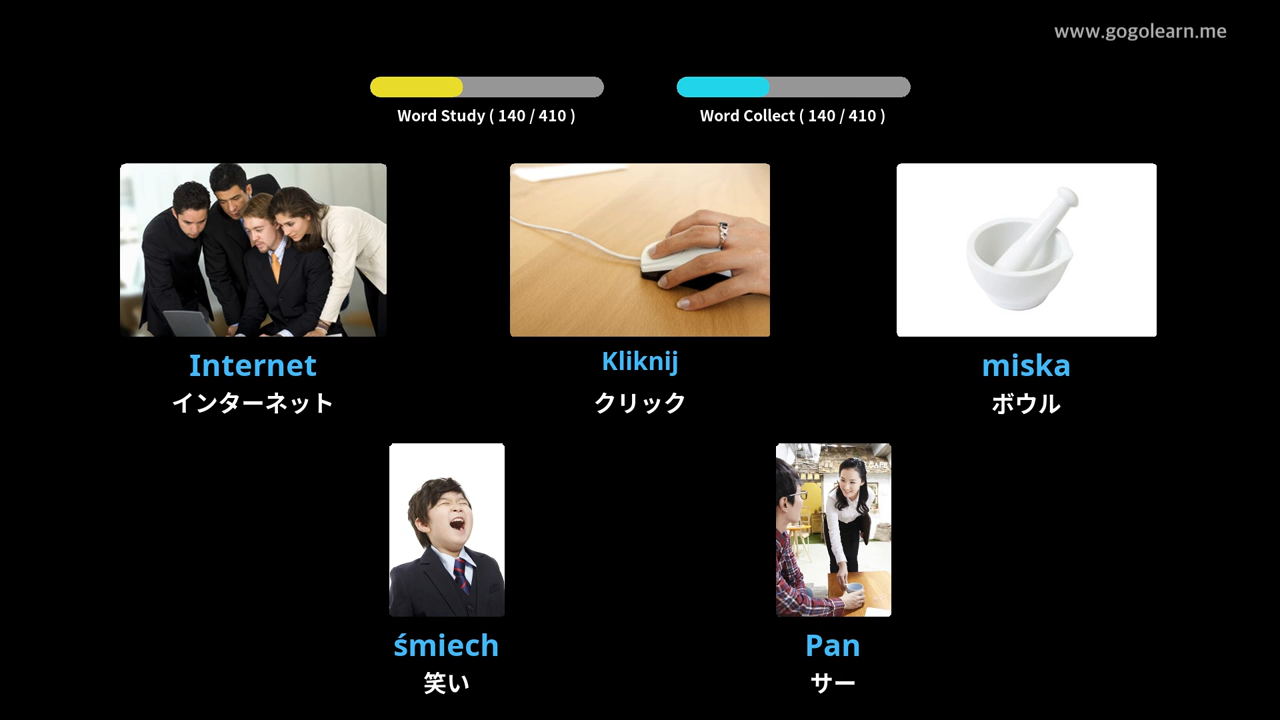 www.gogolearn.me
Word Study ( 140 / 410 )
Word Collect ( 140 / 410 )
Internet
インターネット
Kliknij
クリック
miska
ボウル
śmiech
笑い
Pan
サー